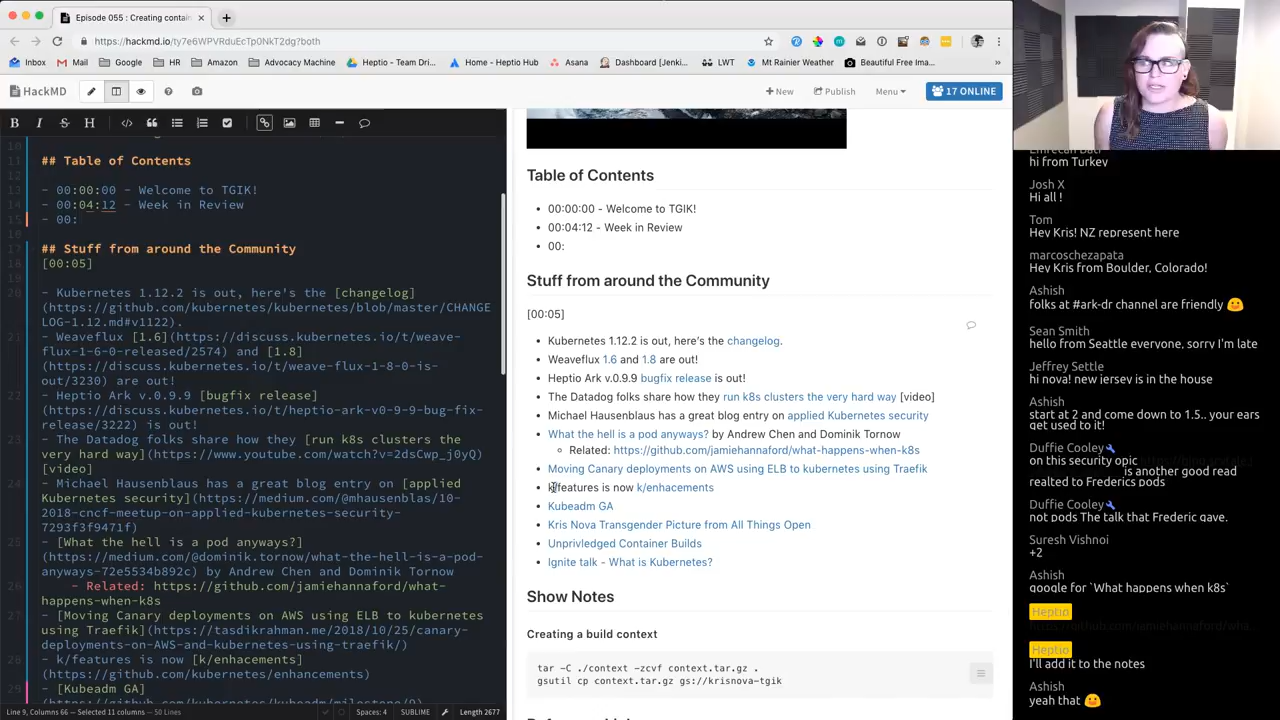 Episode 055 : Creating contain
https://hackmd.io/ty7e6WPVRduEcTp0NkT2dg?both
Inbox
Mail
Google
HR
Amazon
Advocacy Machine
Heptio - Team Dri...
Home - Heptio Hub
Asana
Dashboard [Jenki...
LWT
Mt Rainier Weather
Beautiful Free Ima...
HackMD
New
Publish
Menu
17 ONLINE
10
11
## Table of Contents
12
13
- 00:00:00 - Welcome to TGIK!
14
- 00:04:12 - Week in Review
15
- 00:
16
17
## Stuff from around the Community
18
[00:05]
- Kubernetes 1.12.2 is out, here's the [changelog]
(https://github.com/kubernetes/kubernetes/blob/master/CHANGE
LOG-1.12.md#v1122).
- Weaveflux [1.6](https://discuss.kubernetes.io/t/weave-
flux-1-6-0-released/2574) and [1.8]
(https://discuss.kubernetes.io/t/weave-flux-1-8-0-is-
out/3230) are out!
- Heptio Ark v.0.9.9 [bugfix release]
(https://discuss.kubernetes.io/t/heptio-ark-v0-9-9-bug-fix-
release/3222) is out!
23
- The Datadog folks share how they [run k8s clusters the
very hard way](https://www.youtube.com/watch?v=2dsCwp_j0yQ)
[video]
24
- Michael Hausenblaus has a great blog entry on [applied
Kubernetes security](https://medium.com/@mhausenblas/10-
2018-cncf-meetup-on-applied-kubernetes-security-
7293f3f9471f)
25
- [What the hell is a pod anyways?]
(https://medium.com/@dominik.tornow/what-the-hell-is-a-pod-
anyways-72e5534b892c) by Andrew Chen and Dominik Tornow
26
- Related: https://github.com/jamiehannaford/what-
happens-when-k8s
27
- [Moving Canary deployments on AWS using ELB to kubernetes
using Traefik](https://tasdikrahman.me/2018/10/25/canary-
deployments-on-AWS-and-kubernetes-using-traefik/)
28
- k/features is now [k/enhacements]
(https://github.com/kubernetes/enhancements)
29
- [Kubeadm GA]
Line 9, Columns 66 — Selected 11 columns — 50 Lines
Spaces: 4
SUBLIME
Length 2677
Table of Contents
• 00:00:00 - Welcome to TGIK!
• 00:04:12 - Week in Review
• 00:
Stuff from around the Community
[00:05]
• Kubernetes 1.12.2 is out, here's the changelog.
• Weaveflux 1.6 and 1.8 are out!
• Heptio Ark v.0.9.9 bugfix release is out!
• The Datadog folks share how they run k8s clusters the very hard way [video]
• Michael Hausenblaus has a great blog entry on applied Kubernetes security
• What the hell is a pod anyways? by Andrew Chen and Dominik Tornow
Related: https://github.com/jamiehannaford/what-happens-when-k8s
• Moving Canary deployments on AWS using ELB to kubernetes using Traefik
• k/features is now k/enhacements
• Kubeadm GA
• Kris Nova Transgender Picture from All Things Open
• Unprivledged Container Builds
• Ignite talk - What is Kubernetes?
Show Notes
Creating a build context
tar -C ./context -zcvf context.tar.gz .
gsutil cp context.tar.gz gs://krisnova-tgik
hi from Turkey
Josh X
Hi all !
Tom
Hey Kris! NZ represent here
marcoschezapata
Hey Kris from Boulder, Colorado!
Ashish
folks at #ark-dr channel are friendly
Sean Smith
hello from Seattle everyone, sorry I'm late
Jeffrey Settle
hi nova! new jersey is in the house
Ashish
start at 2 and come down to 1.5.. your ears
get used to it!
Duffie Cooley
on this security opic
is another good read
realted to Frederics pods
Duffie Cooley
not pods The talk that Frederic gave.
Suresh Vishnoi
+2
Ashish
google for `What happens when k8s`
Heptio
Heptio
I'll add it to the notes
Ashish
yeah that